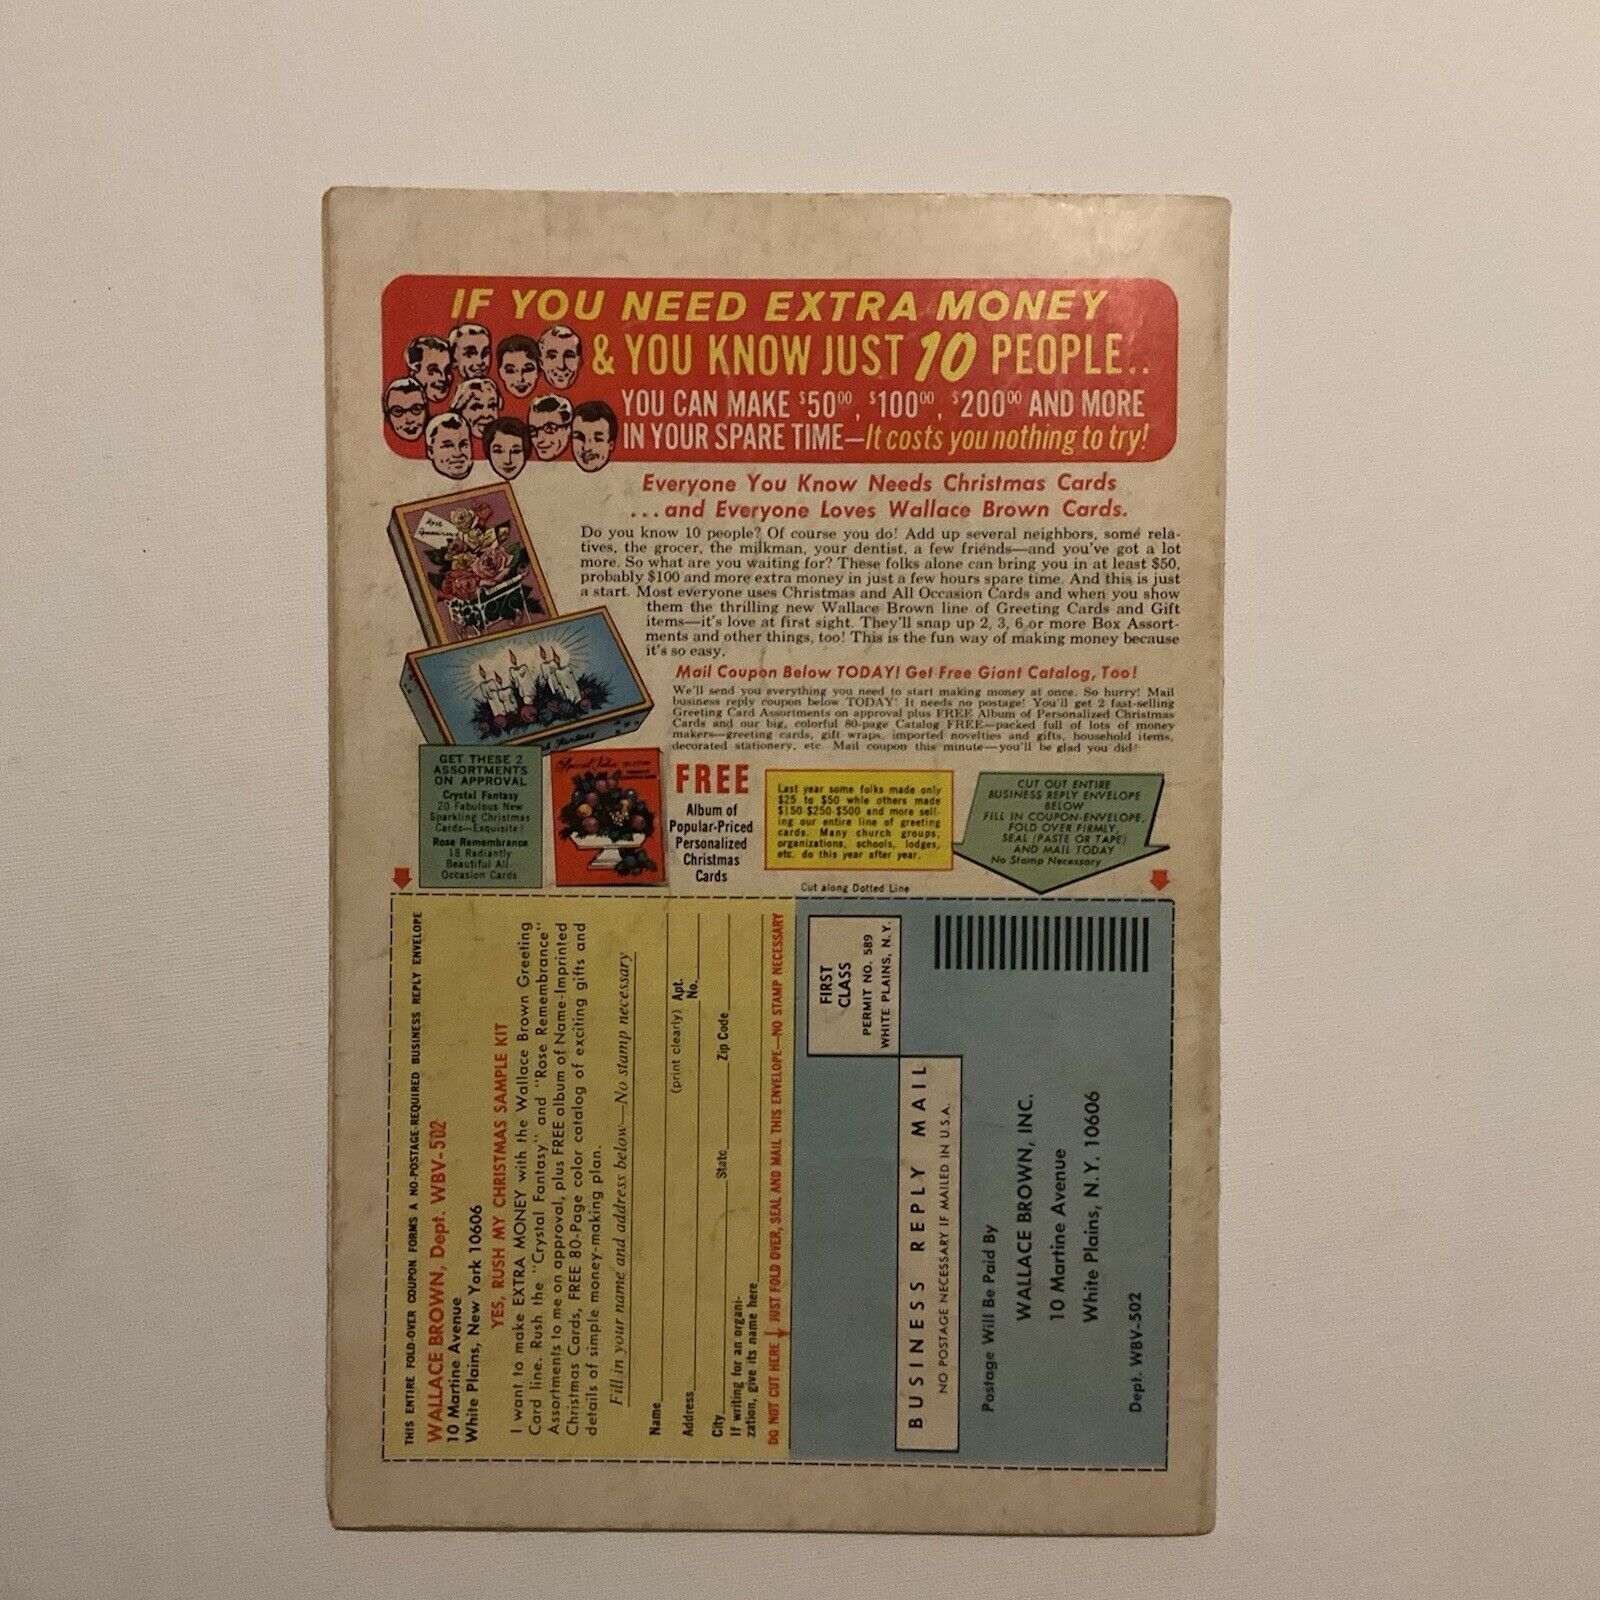 IF YOU NEED EXTRA MONEY
& YOU KNOW JUST 10 PEOPLE..
YOU CAN MAKE $50⁰⁰, $100⁰⁰, $200⁰⁰ AND MORE
IN YOUR SPARE TIME—It costs you nothing to try!
Everyone You Know Needs Christmas Cards
...and Everyone Loves Wallace Brown Cards.
Do you know 10 people? Of course you do! Add up several neighbors, some rela-
tives, the grocer, the milkman, your dentist, a few friends—and you've got a lot
more. So what are you waiting for? These folks alone can bring you in at least $50,
probably $100 and more extra money in just a few hours spare time. And this is just
a start. Most everyone uses Christmas and All Occasion Cards and when you show
them the thrilling new Wallace Brown line of Greeting Cards and Gift
items—it's love at first sight. They'll snap up 2, 3, 6 or more Box Assort-
ments and other things, too! This is the fun way of making money because
it's so easy.
Mail Coupon Below TODAY! Get Free Giant Catalog, Too!
We'll send you everything you need to start making money at once. So hurry! Mail
business reply coupon below TODAY! It needs no postage! You'll get 2 fast-selling
Greeting Card Assortments on approval plus FREE Album of Personalized Christmas
Cards and our big, colorful 80-page Catalog FREE—packed full of lots of money
makers—greeting cards, gift wraps, imported novelties and gifts, household items,
decorated stationery, etc. Mail coupon this minute—you'll be glad you did!
GET THESE 2
ASSORTMENTS
ON APPROVAL
Crystal Fantasy
20 Fabulous New
Sparkling Christmas
Cards—Exquisite!
Rose Remembrance
18 Radiantly
Beautiful All-
Occasion Cards
FREE
Album of
Popular-Priced
Personalized
Christmas
Cards
Last year some folks made only
$25 to $50 while others made
$150-$250-$500 and more sell-
ing our entire line of greeting
cards. Many church groups,
organizations, schools, lodges,
etc. do this year after year.
CUT OUT ENTIRE
BUSINESS REPLY ENVELOPE
BELOW
FILL IN COUPON-ENVELOPE,
FOLD OVER FIRMLY,
SEAL (PASTE OR TAPE)
AND MAIL TODAY
No Stamp Necessary
Cut along Dotted Line
THIS ENTIRE FOLD-OVER COUPON FORMS A NO-POSTAGE-REQUIRED BUSINESS REPLY ENVELOPE
WALLACE BROWN, Dept. WBV-502
10 Martine Avenue
White Plains, New York 10606
YES, RUSH MY CHRISTMAS SAMPLE KIT
I want to make EXTRA MONEY with the Wallace Brown Greeting
Card line. Rush the "Crystal Fantasy" and "Rose Remembrance"
Assortments to me on approval, plus FREE album of Name-Imprinted
Christmas Cards, FREE 80-Page color catalog of exciting gifts and
details of simple money-making plan.
Fill in your name and address below—No stamp necessary
Name
(print clearly) Apt.
Address No.
City State Zip Code
If writing for an organi-
zation, give its name here
DO NOT CUT HERE JUST FOLD OVER, SEAL AND MAIL THIS ENVELOPE—NO STAMP NECESSARY
FIRST
CLASS
PERMIT NO. 589
WHITE PLAINS, N.Y.
BUSINESS REPLY MAIL
NO POSTAGE NECESSARY IF MAILED IN U.S.A.
Postage Will Be Paid By
WALLACE BROWN, INC.
10 Martine Avenue
White Plains, N. Y. 10606
Dept. WBV-502